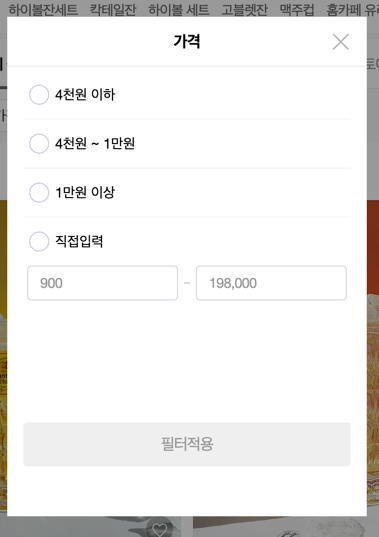 하이볼잔세트 칵테일잔 하이볼 세트 고블렛잔 맥주컵 홈카페
가격
4천원 이하
4천원 ~ 1만원
1만원 이상
직접입력
900 – 198,000
필터적용